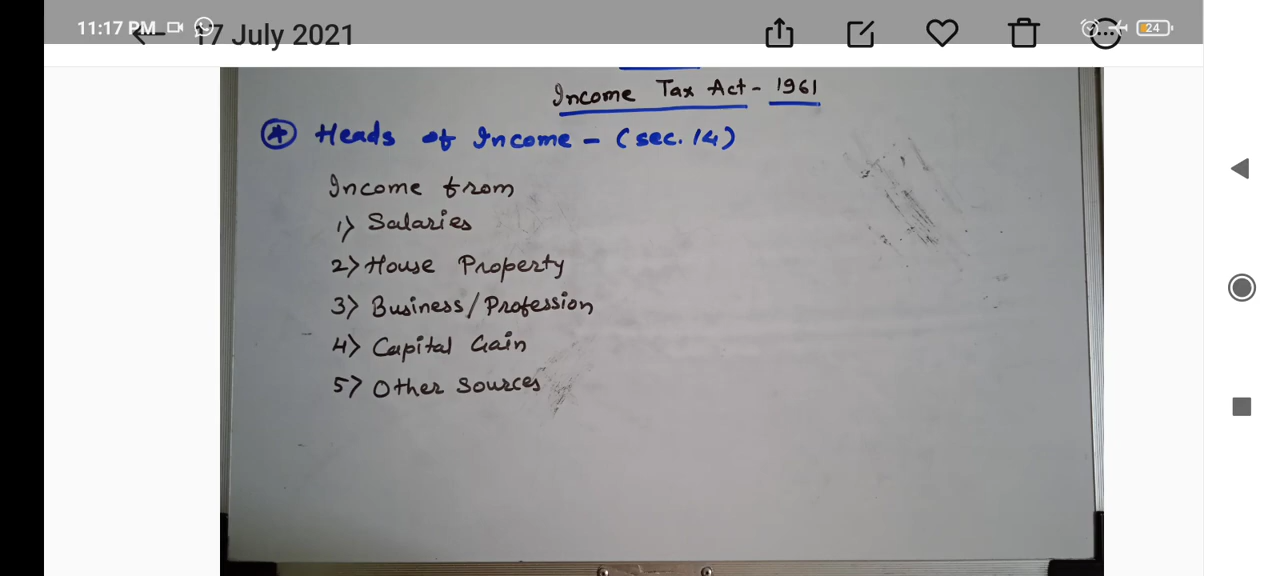 11:17 PM
24
17 July 2021
Income Tax Act - 1961
Heads of Income - (sec. 14)
Income from
1) Salaries
2) House Property
3) Business/Profession
4) Capital Gain
5) Other Sources